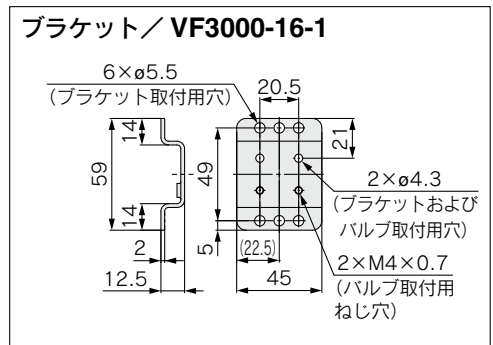 ブラケット／VF3000-16-1
6×ø5.5
（ブラケット取付用穴）
20.5
14
21
59
49
2×ø4.3
（ブラケットおよび
バルブ取付用穴）
14
2
5
(22.5)
2×M4×0.7
（バルブ取付用
ねじ穴）
12.5
45